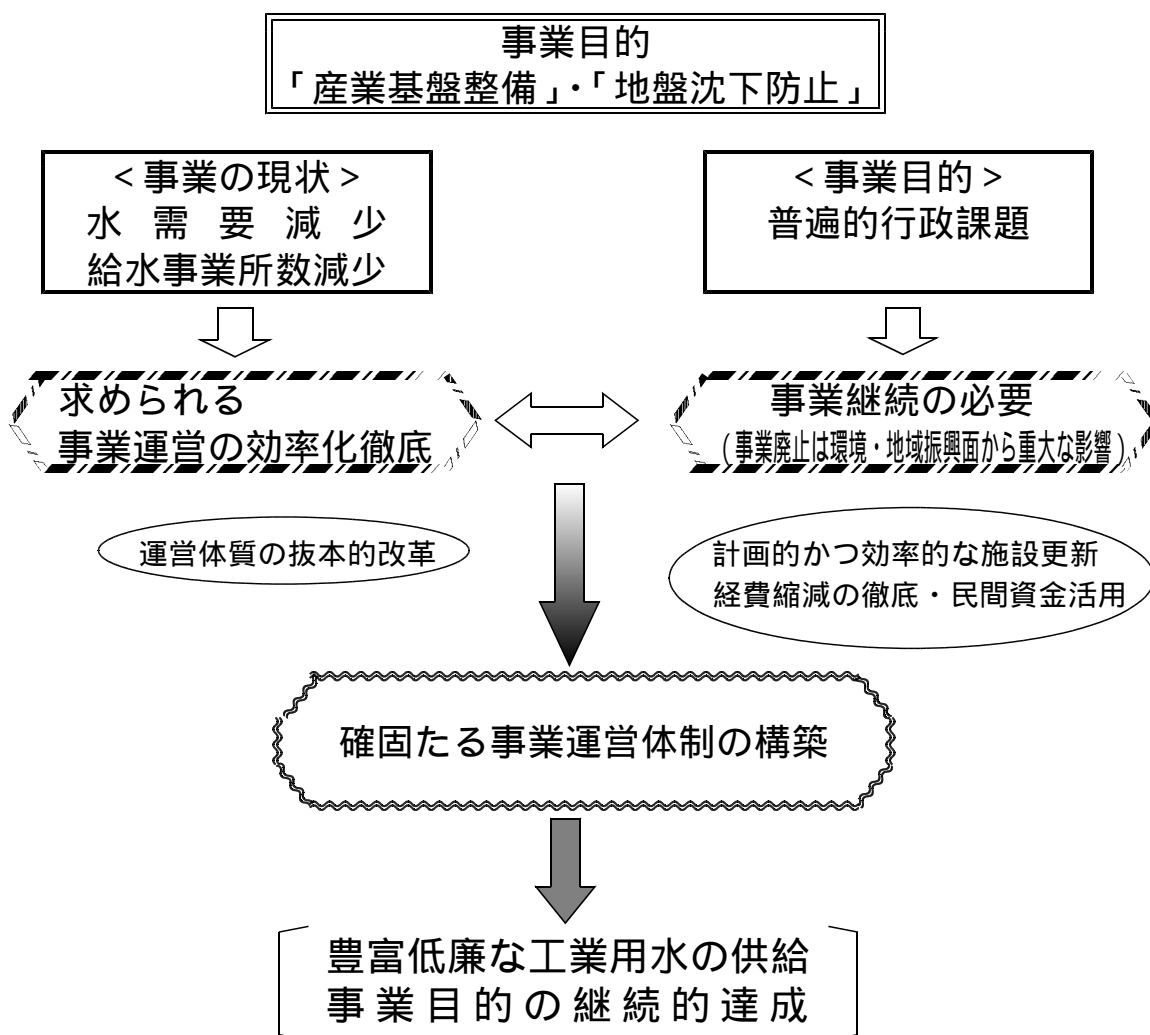 事業目的
「産業基盤整備」・「地盤沈下防止」
＜事業の現状＞
水需要減少
給水事業所数減少
＜事業目的＞
普遍的行政課題
求められる
事業運営の効率化徹底
事業継続の必要
（事業廃止は環境・地域振興面から重大な影響）
運営体質の抜本的改革
計画的かつ効率的な施設更新
経費縮減の徹底・民間資金活用
確固たる事業運営体制の構築
豊富低廉な工業用水の供給
事業目的の継続的達成